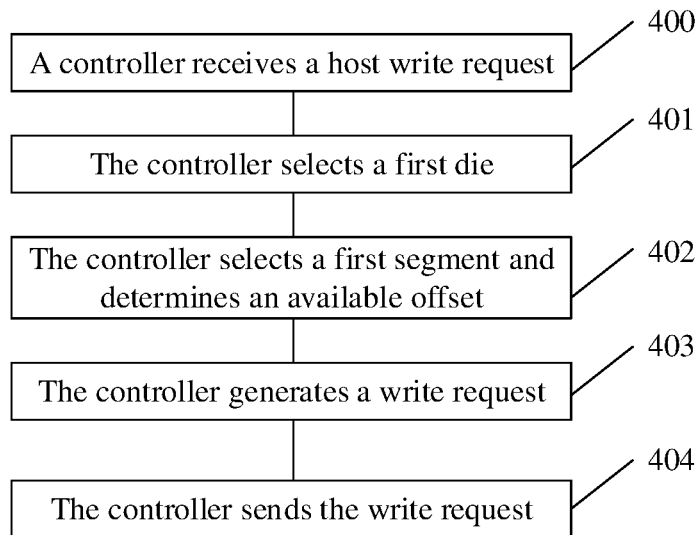 400
A controller receives a host write request
401
The controller selects a first die
402
The controller selects a first segment and
determines an available offset
403
The controller generates a write request
404
The controller sends the write request